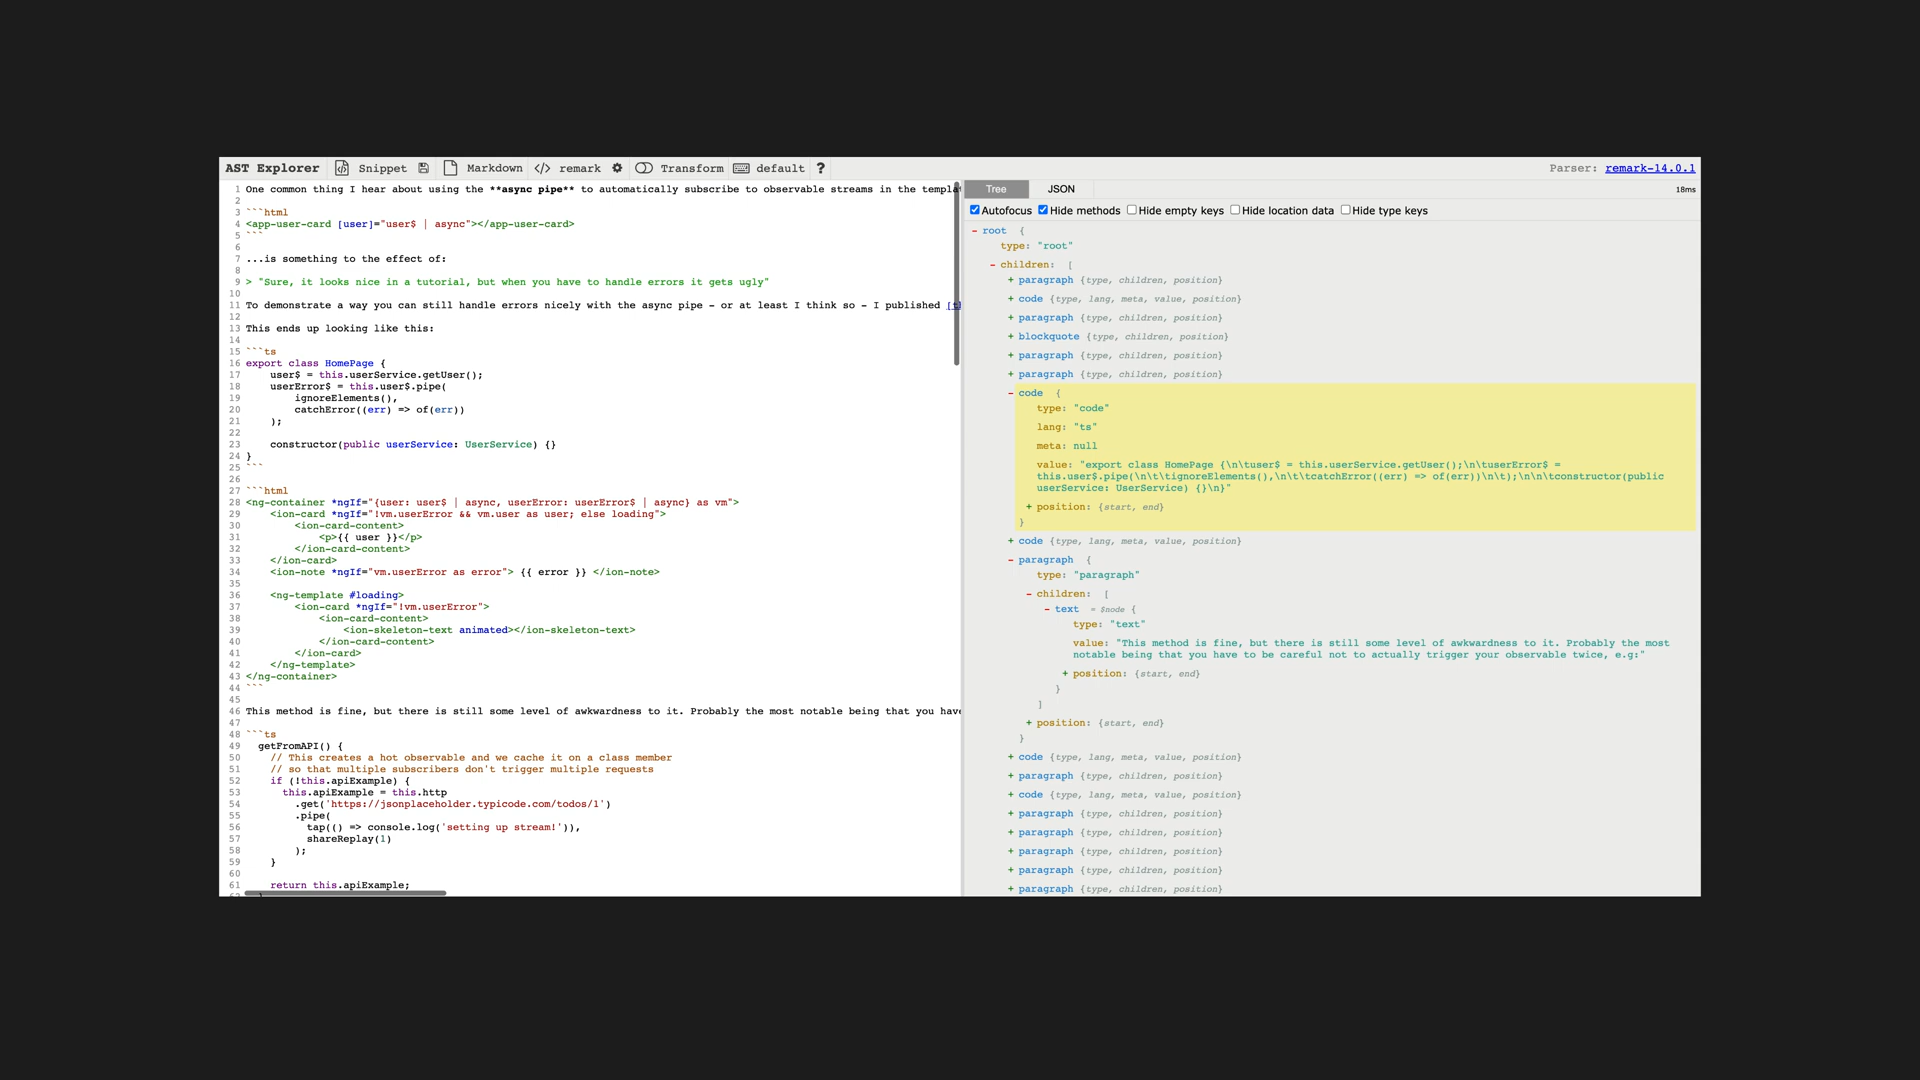 AST Explorer Snippet Markdown </> remark Transform default ? Parser: remark-14.0.1
1 One common thing I hear about using the **async pipe** to automatically subscribe to observable streams in the templat
2
3 ```html
4 <app-user-card [user]="user$ | async"></app-user-card>
5 ```
6
7 ...is something to the effect of:
8
9 > "Sure, it looks nice in a tutorial, but when you have to handle errors it gets ugly"
10
11 To demonstrate a way you can still handle errors nicely with the async pipe – or at least I think so – I published [t
12
13 This ends up looking like this:
14
15 ```ts
16 export class HomePage {
17     user$ = this.userService.getUser();
18     userError$ = this.user$.pipe(
19         ignoreElements(),
20         catchError((err) => of(err))
21     );
22
23     constructor(public userService: UserService) {}
24 }
25 ```
26
27 ```html
28 <ng-container *ngIf="{user: user$ | async, userError: userError$ | async} as vm">
29     <ion-card *ngIf="!vm.userError && vm.user as user; else loading">
30         <ion-card-content>
31             <p>{{ user }}</p>
32         </ion-card-content>
33     </ion-card>
34     <ion-note *ngIf="vm.userError as error"> {{ error }} </ion-note>
35
36     <ng-template #loading>
37         <ion-card *ngIf="!vm.userError">
38             <ion-card-content>
39                 <ion-skeleton-text animated></ion-skeleton-text>
40             </ion-card-content>
41         </ion-card>
42     </ng-template>
43 </ng-container>
44 ```
45
46 This method is fine, but there is still some level of awkwardness to it. Probably the most notable being that you have
47
48 ```ts
49   getFromAPI() {
50     // This creates a hot observable and we cache it on a class member
51     // so that multiple subscribers don't trigger multiple requests
52     if (!this.apiExample) {
53       this.apiExample = this.http
54         .get('https://jsonplaceholder.typicode.com/todos/1')
55         .pipe(
56           tap(() => console.log('setting up stream!')),
57           shareReplay(1)
58         );
59     }
60
61     return this.apiExample;
Tree JSON 18ms
Autofocus Hide methods Hide empty keys Hide location data Hide type keys
- root {
type: "root"
- children: [
+ paragraph {type, children, position}
+ code {type, lang, meta, value, position}
+ paragraph {type, children, position}
+ blockquote {type, children, position}
+ paragraph {type, children, position}
+ paragraph {type, children, position}
- code {
type: "code"
lang: "ts"
meta: null
value: "export class HomePage {\n\tuser$ = this.userService.getUser();\n\tuserError$ =
this.user$.pipe(\n\t\tignoreElements(),\n\t\tcatchError((err) => of(err))\n\t);\n\n\tconstructor(public
userService: UserService) {}\n}"
+ position: {start, end}
}
+ code {type, lang, meta, value, position}
- paragraph {
type: "paragraph"
- children: [
- text = $node {
type: "text"
value: "This method is fine, but there is still some level of awkwardness to it. Probably the most
notable being that you have to be careful not to actually trigger your observable twice, e.g:"
+ position: {start, end}
}
]
+ position: {start, end}
}
+ code {type, lang, meta, value, position}
+ paragraph {type, children, position}
+ code {type, lang, meta, value, position}
+ paragraph {type, children, position}
+ paragraph {type, children, position}
+ paragraph {type, children, position}
+ paragraph {type, children, position}
+ paragraph {type, children, position}